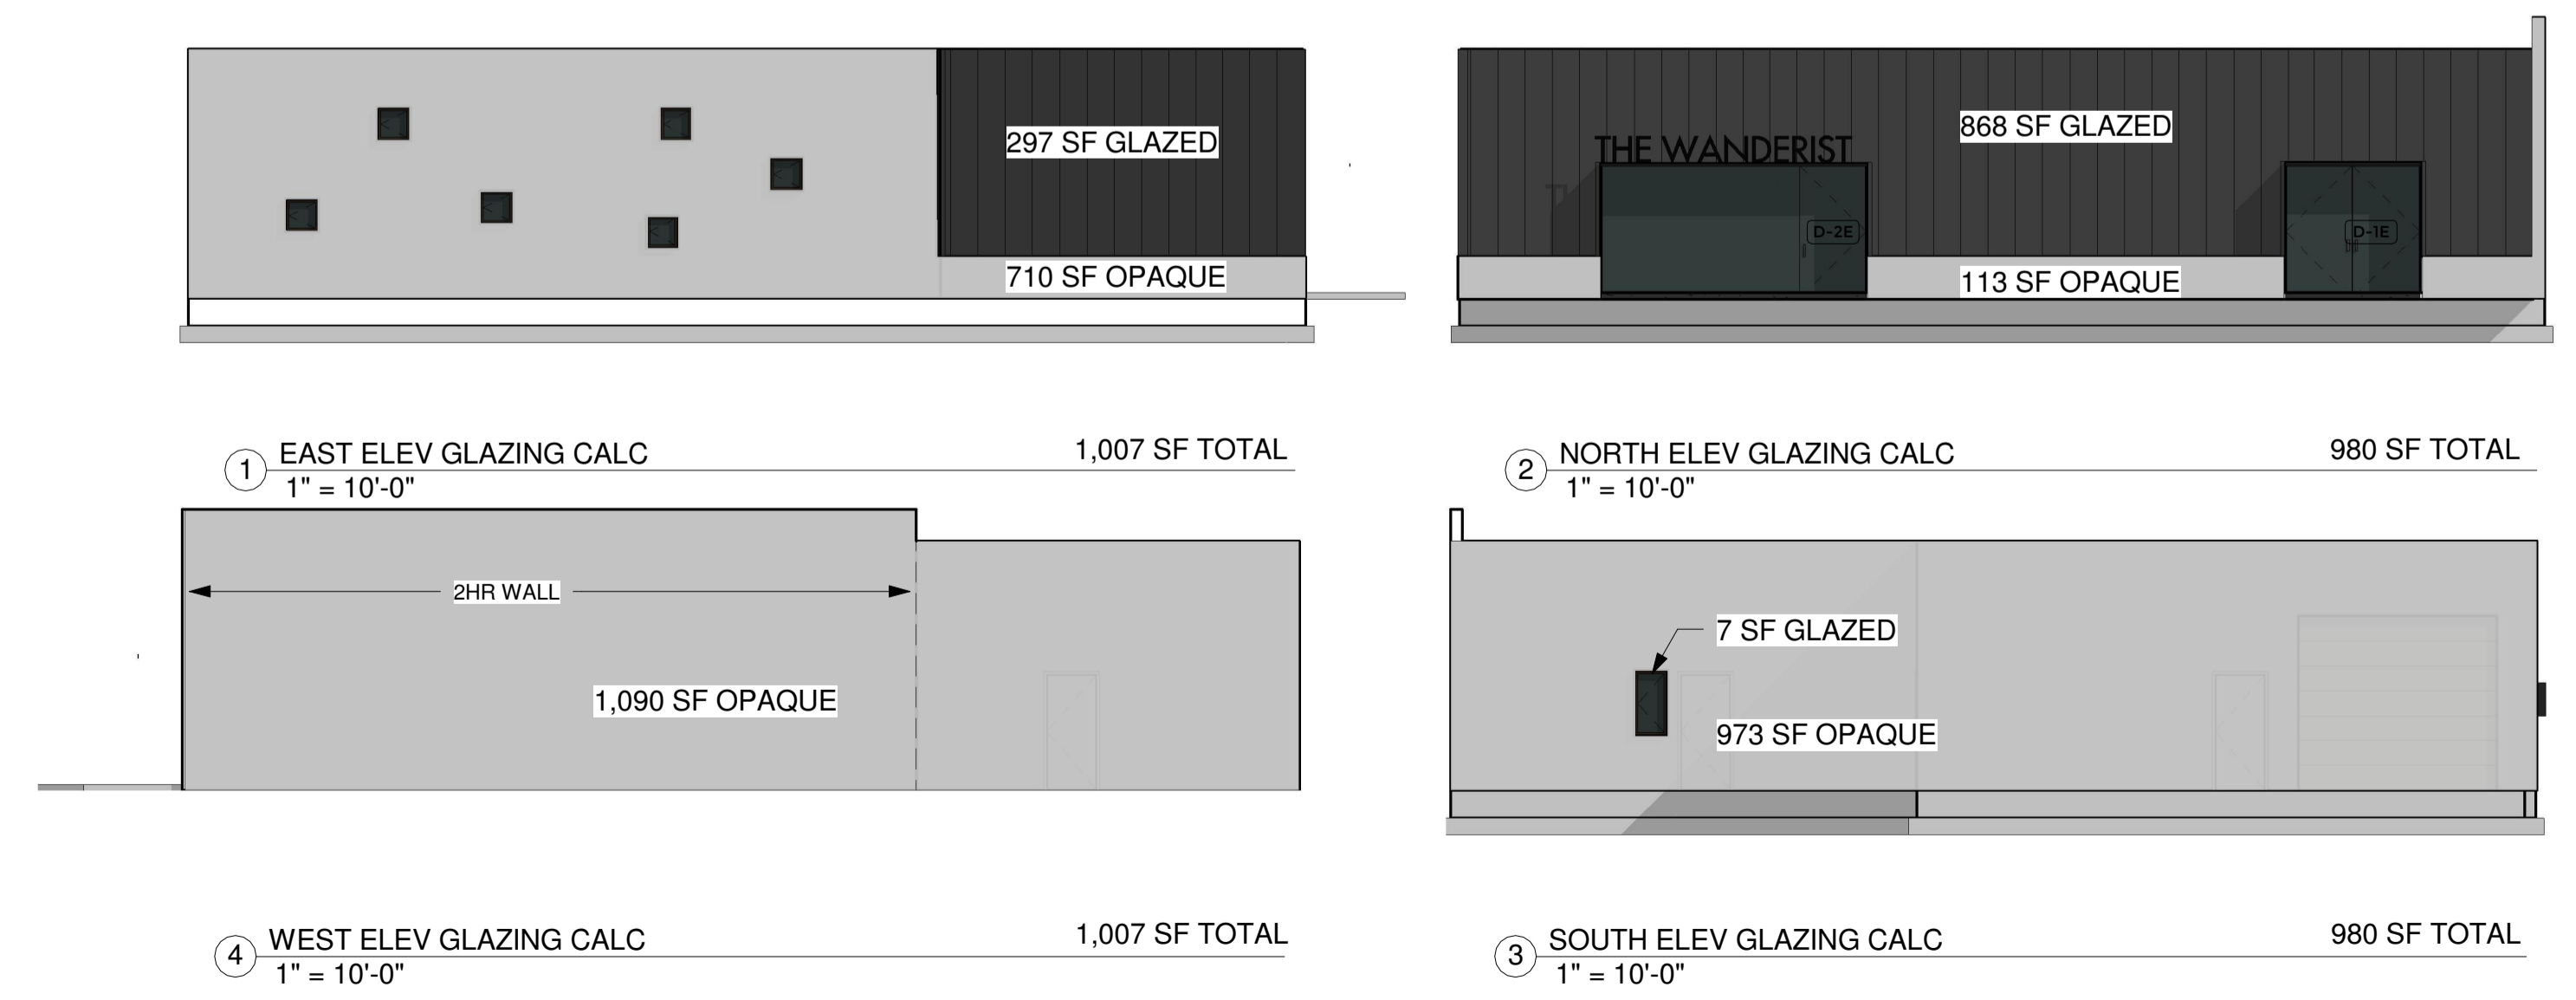 297 SF GLAZED
710 SF OPAQUE
1 EAST ELEV GLAZING CALC 1,007 SF TOTAL
1" = 10'-0"
THE WANDERIST
868 SF GLAZED
D-2E
D-1E
113 SF OPAQUE
2 NORTH ELEV GLAZING CALC 980 SF TOTAL
1" = 10'-0"
2HR WALL
1,090 SF OPAQUE
4 WEST ELEV GLAZING CALC 1,007 SF TOTAL
1" = 10'-0"
7 SF GLAZED
973 SF OPAQUE
3 SOUTH ELEV GLAZING CALC 980 SF TOTAL
1" = 10'-0"